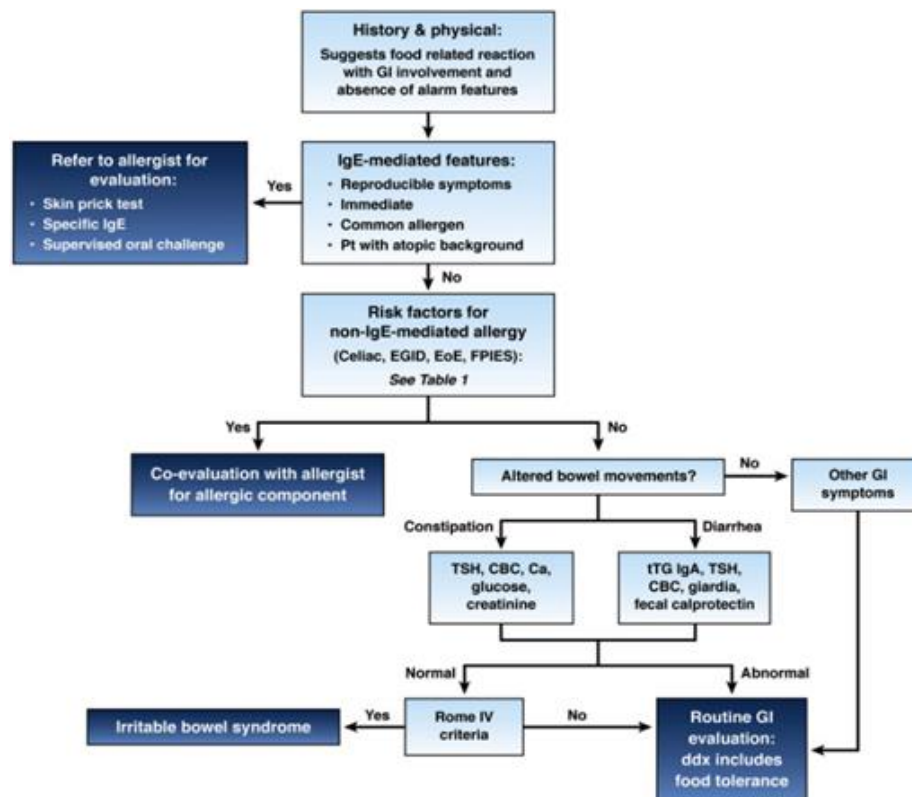 History & physical:
Suggests food related reaction
with GI involvement and
absence of alarm features
Refer to allergist for
evaluation:
• Skin prick test
• Specific IgE
• Supervised oral challenge
Yes
IgE-mediated features:
• Reproducible symptoms
• Immediate
• Common allergen
• Pt with atopic background
No
Risk factors for
non-IgE-mediated allergy
(Celiac, EGID, EoE, FPIES):
See Table 1
Yes
No
Co-evaluation with allergist
for allergic component
Altered bowel movements?
No
Other GI
symptoms
Constipation
Diarrhea
TSH, CBC, Ca,
glucose,
creatinine
tTG IgA, TSH,
CBC, giardia,
fecal calprotectin
Normal
Abnormal
Irritable bowel syndrome
Yes
Rome IV
criteria
No
Routine GI
evaluation:
ddx includes
food tolerance